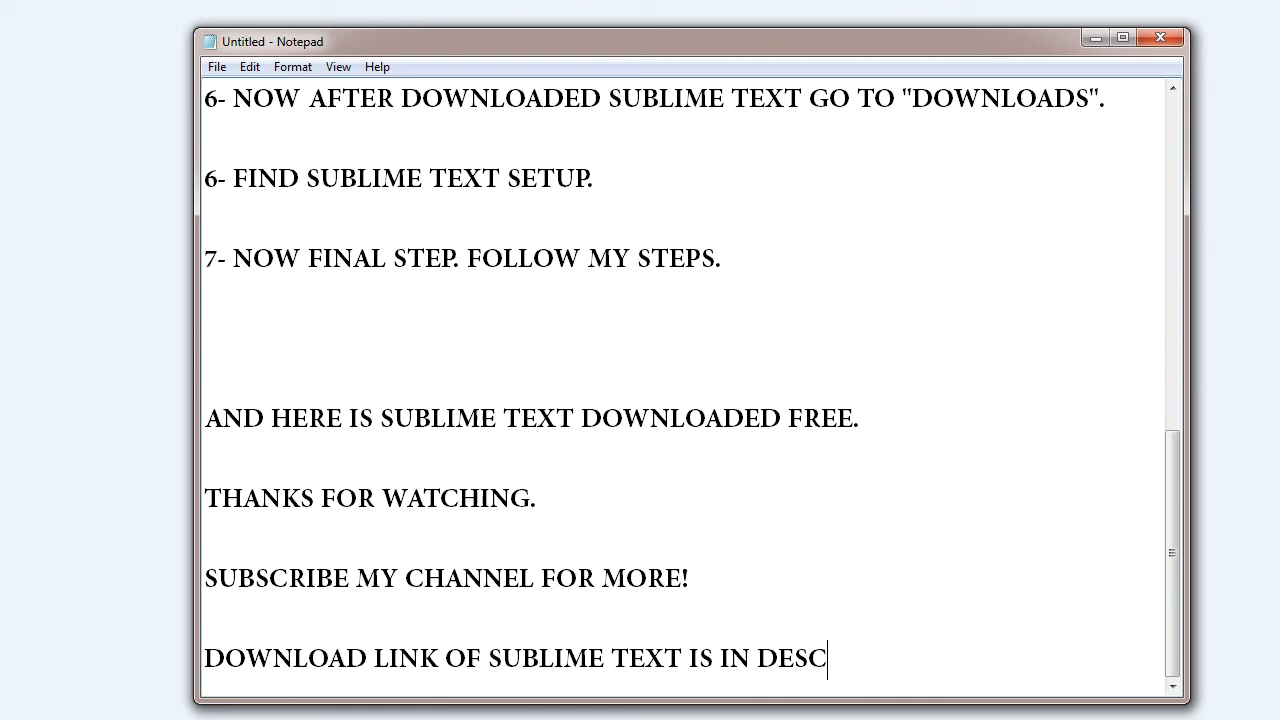 Untitled - Notepad
File Edit Format View Help
6- NOW AFTER DOWNLOADED SUBLIME TEXT GO TO "DOWNLOADS".
6- FIND SUBLIME TEXT SETUP.
7- NOW FINAL STEP. FOLLOW MY STEPS.
AND HERE IS SUBLIME TEXT DOWNLOADED FREE.
THANKS FOR WATCHING.
SUBSCRIBE MY CHANNEL FOR MORE!
DOWNLOAD LINK OF SUBLIME TEXT IS IN DESC